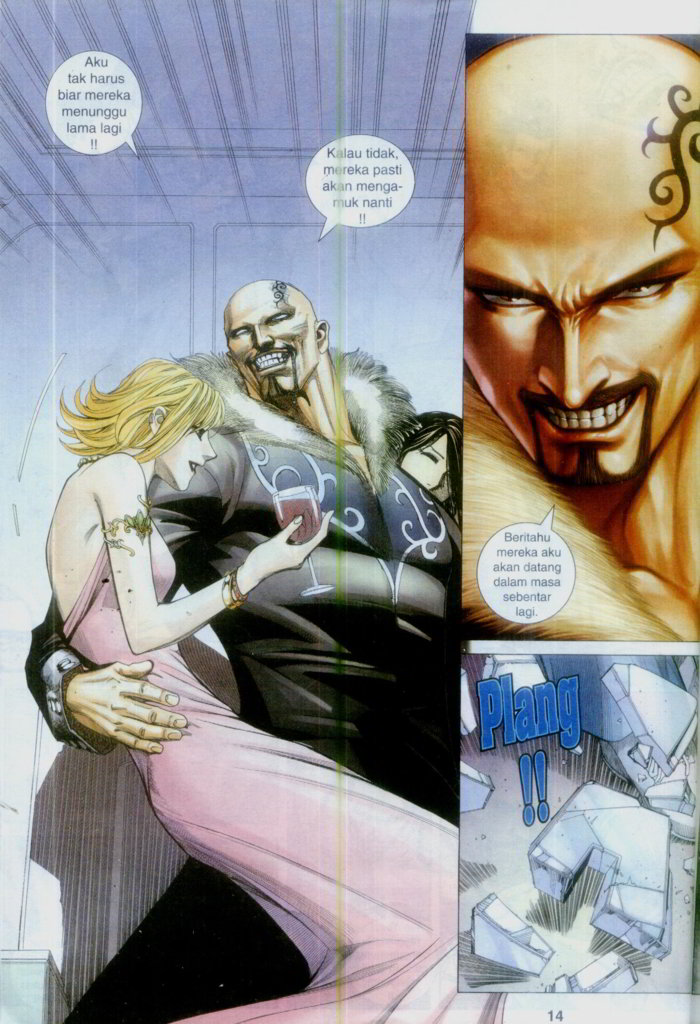 Aku
tak harus
biar mereka
menunggu
lama lagi
!!
Kalau tidak,
mereka pasti
akan menga-
muk nanti
!!
Beritahu
mereka aku
akan datang
dalam masa
sebentar
lagi.
Plang
!!
14